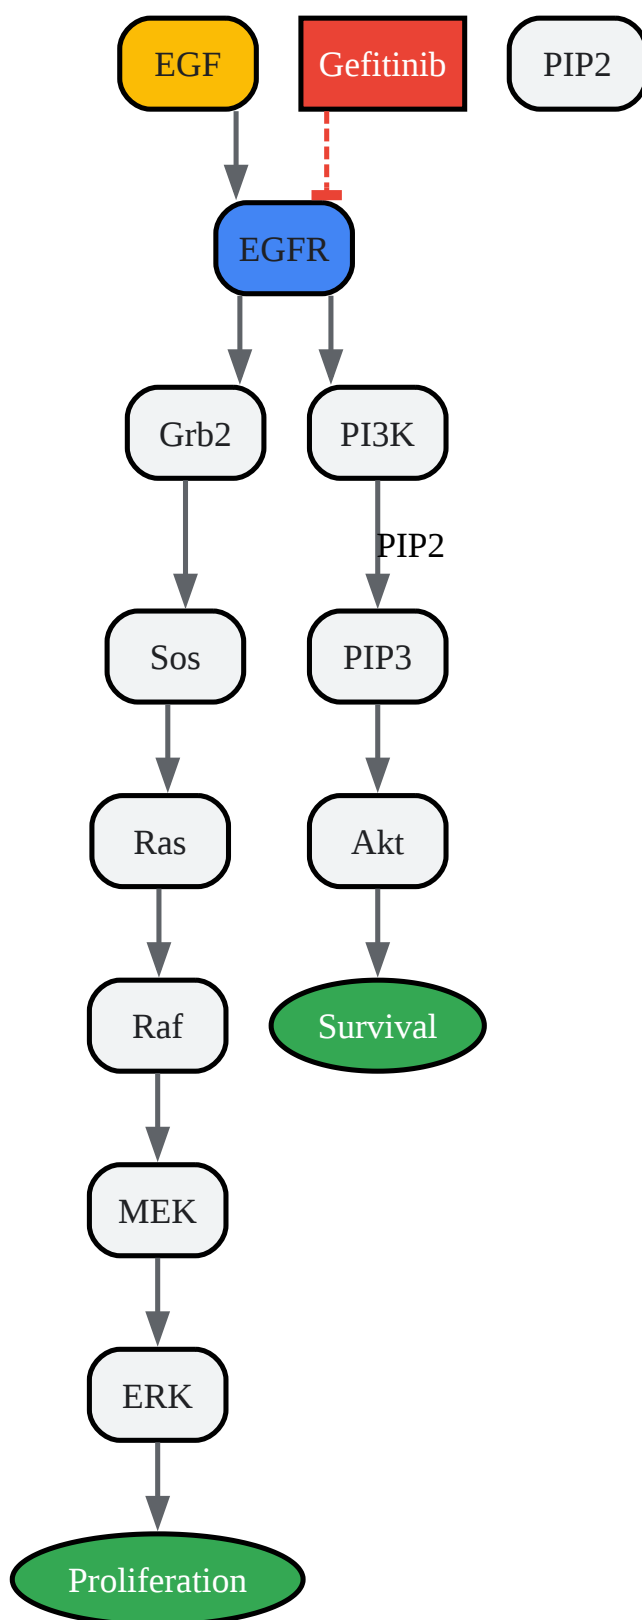 EGF
Gefitinib
PIP2
EGFR
Grb2
PI3K
PIP2
Sos
PIP3
Ras
Akt
Raf
Survival
MEK
ERK
Proliferation